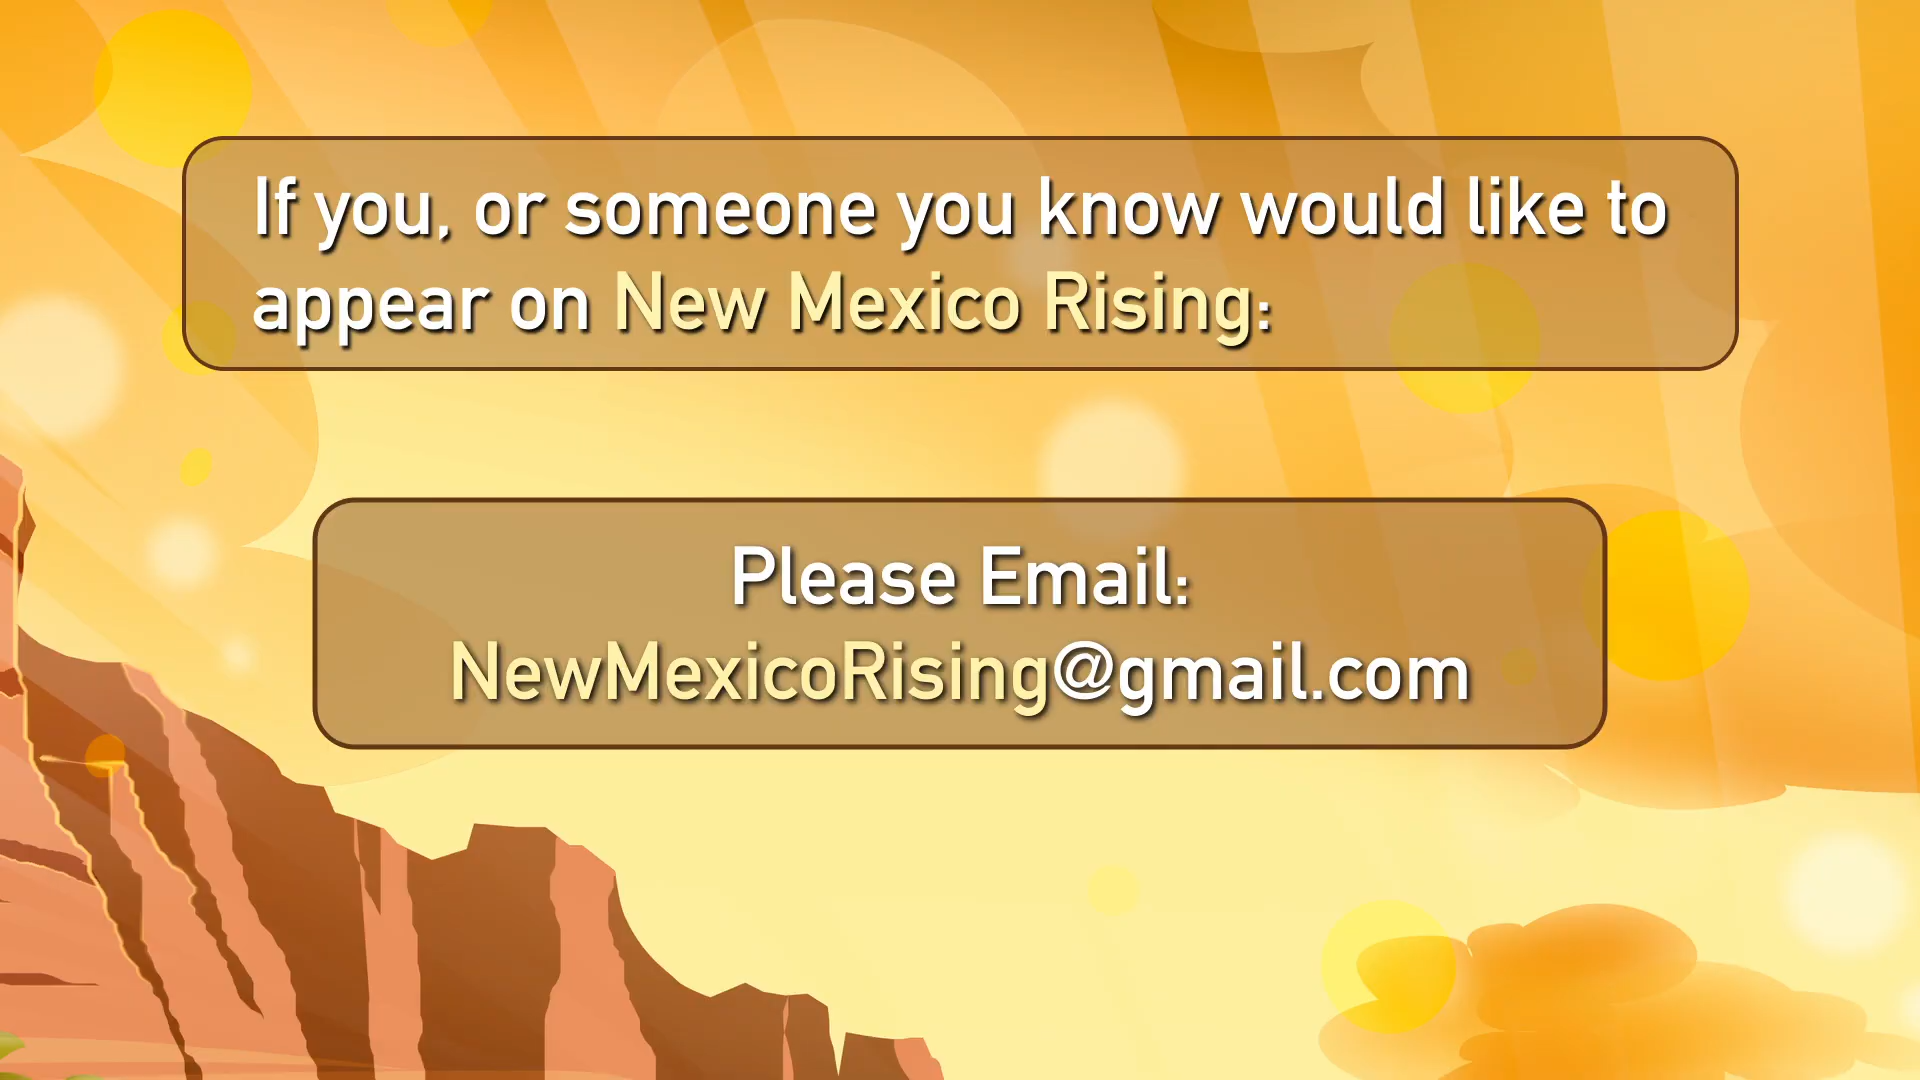 If you, or someone you know would like to
appear on New Mexico Rising:
Please Email:
NewMexicoRising@gmail.com